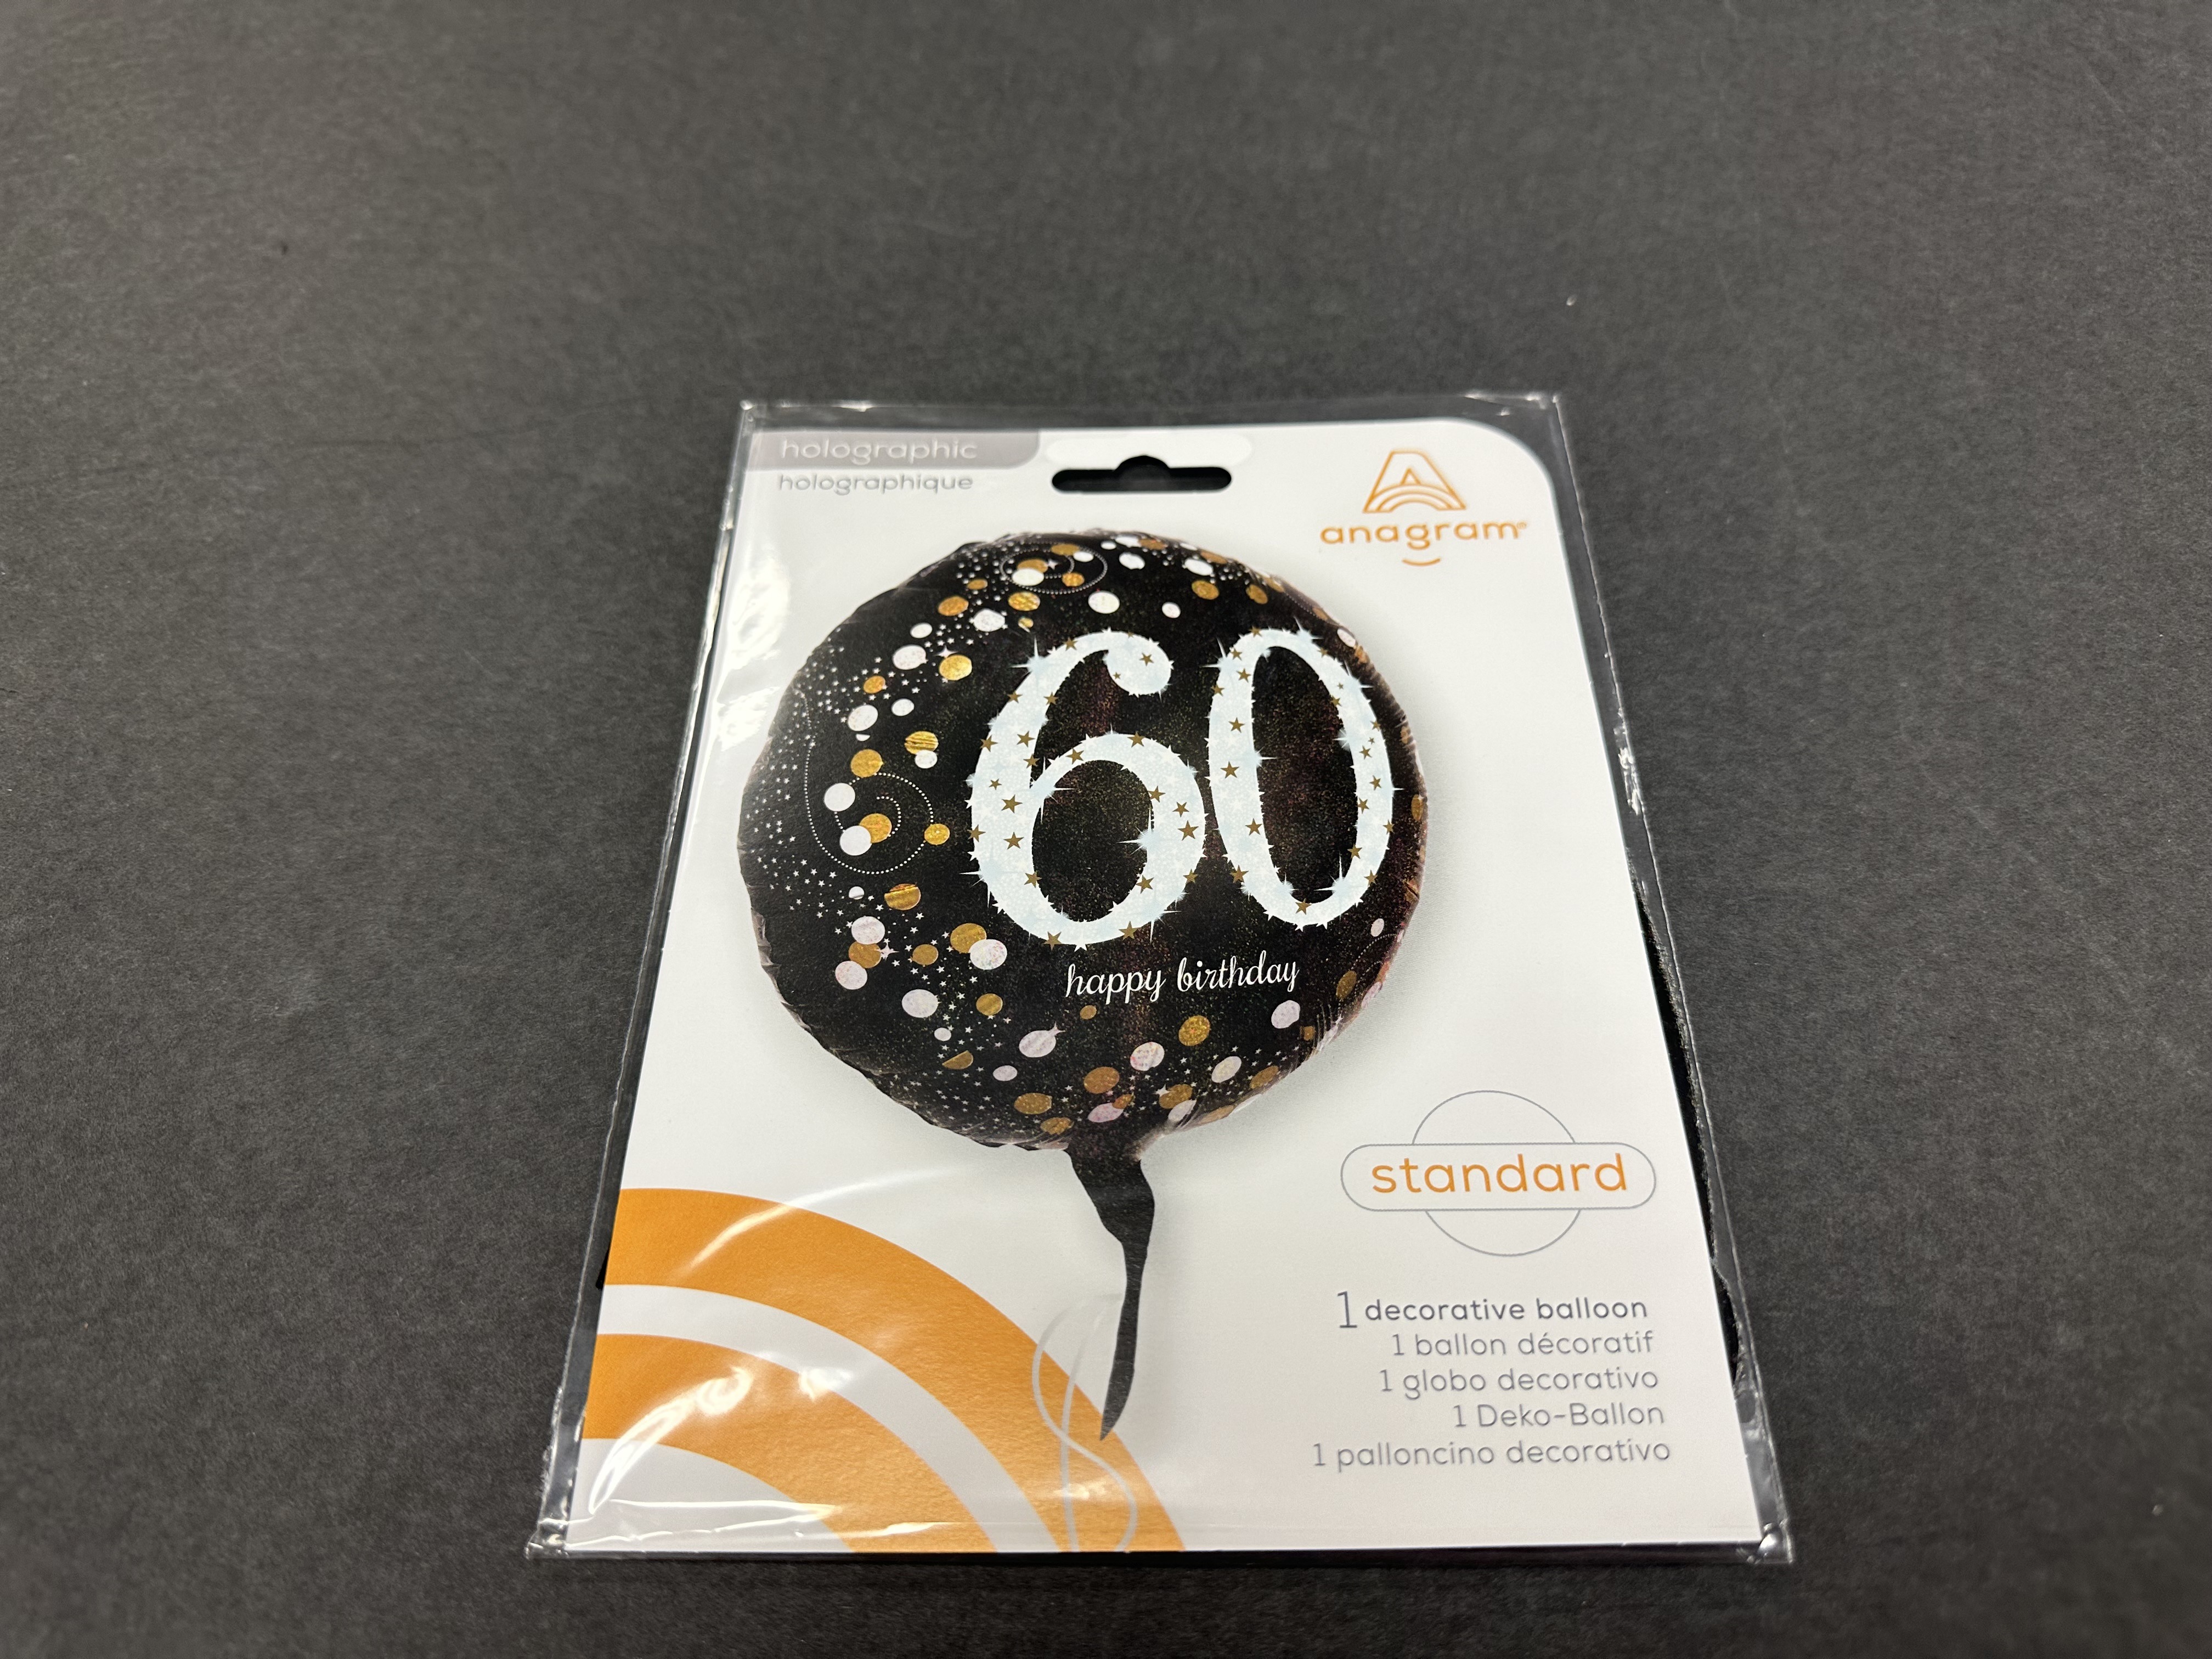 holographic
holographique
anagram®
60
happy birthday
standard
1 decorative balloon
1 ballon décoratif
1 globo decorativo
1 Deko-Ballon
1 palloncino decorativo